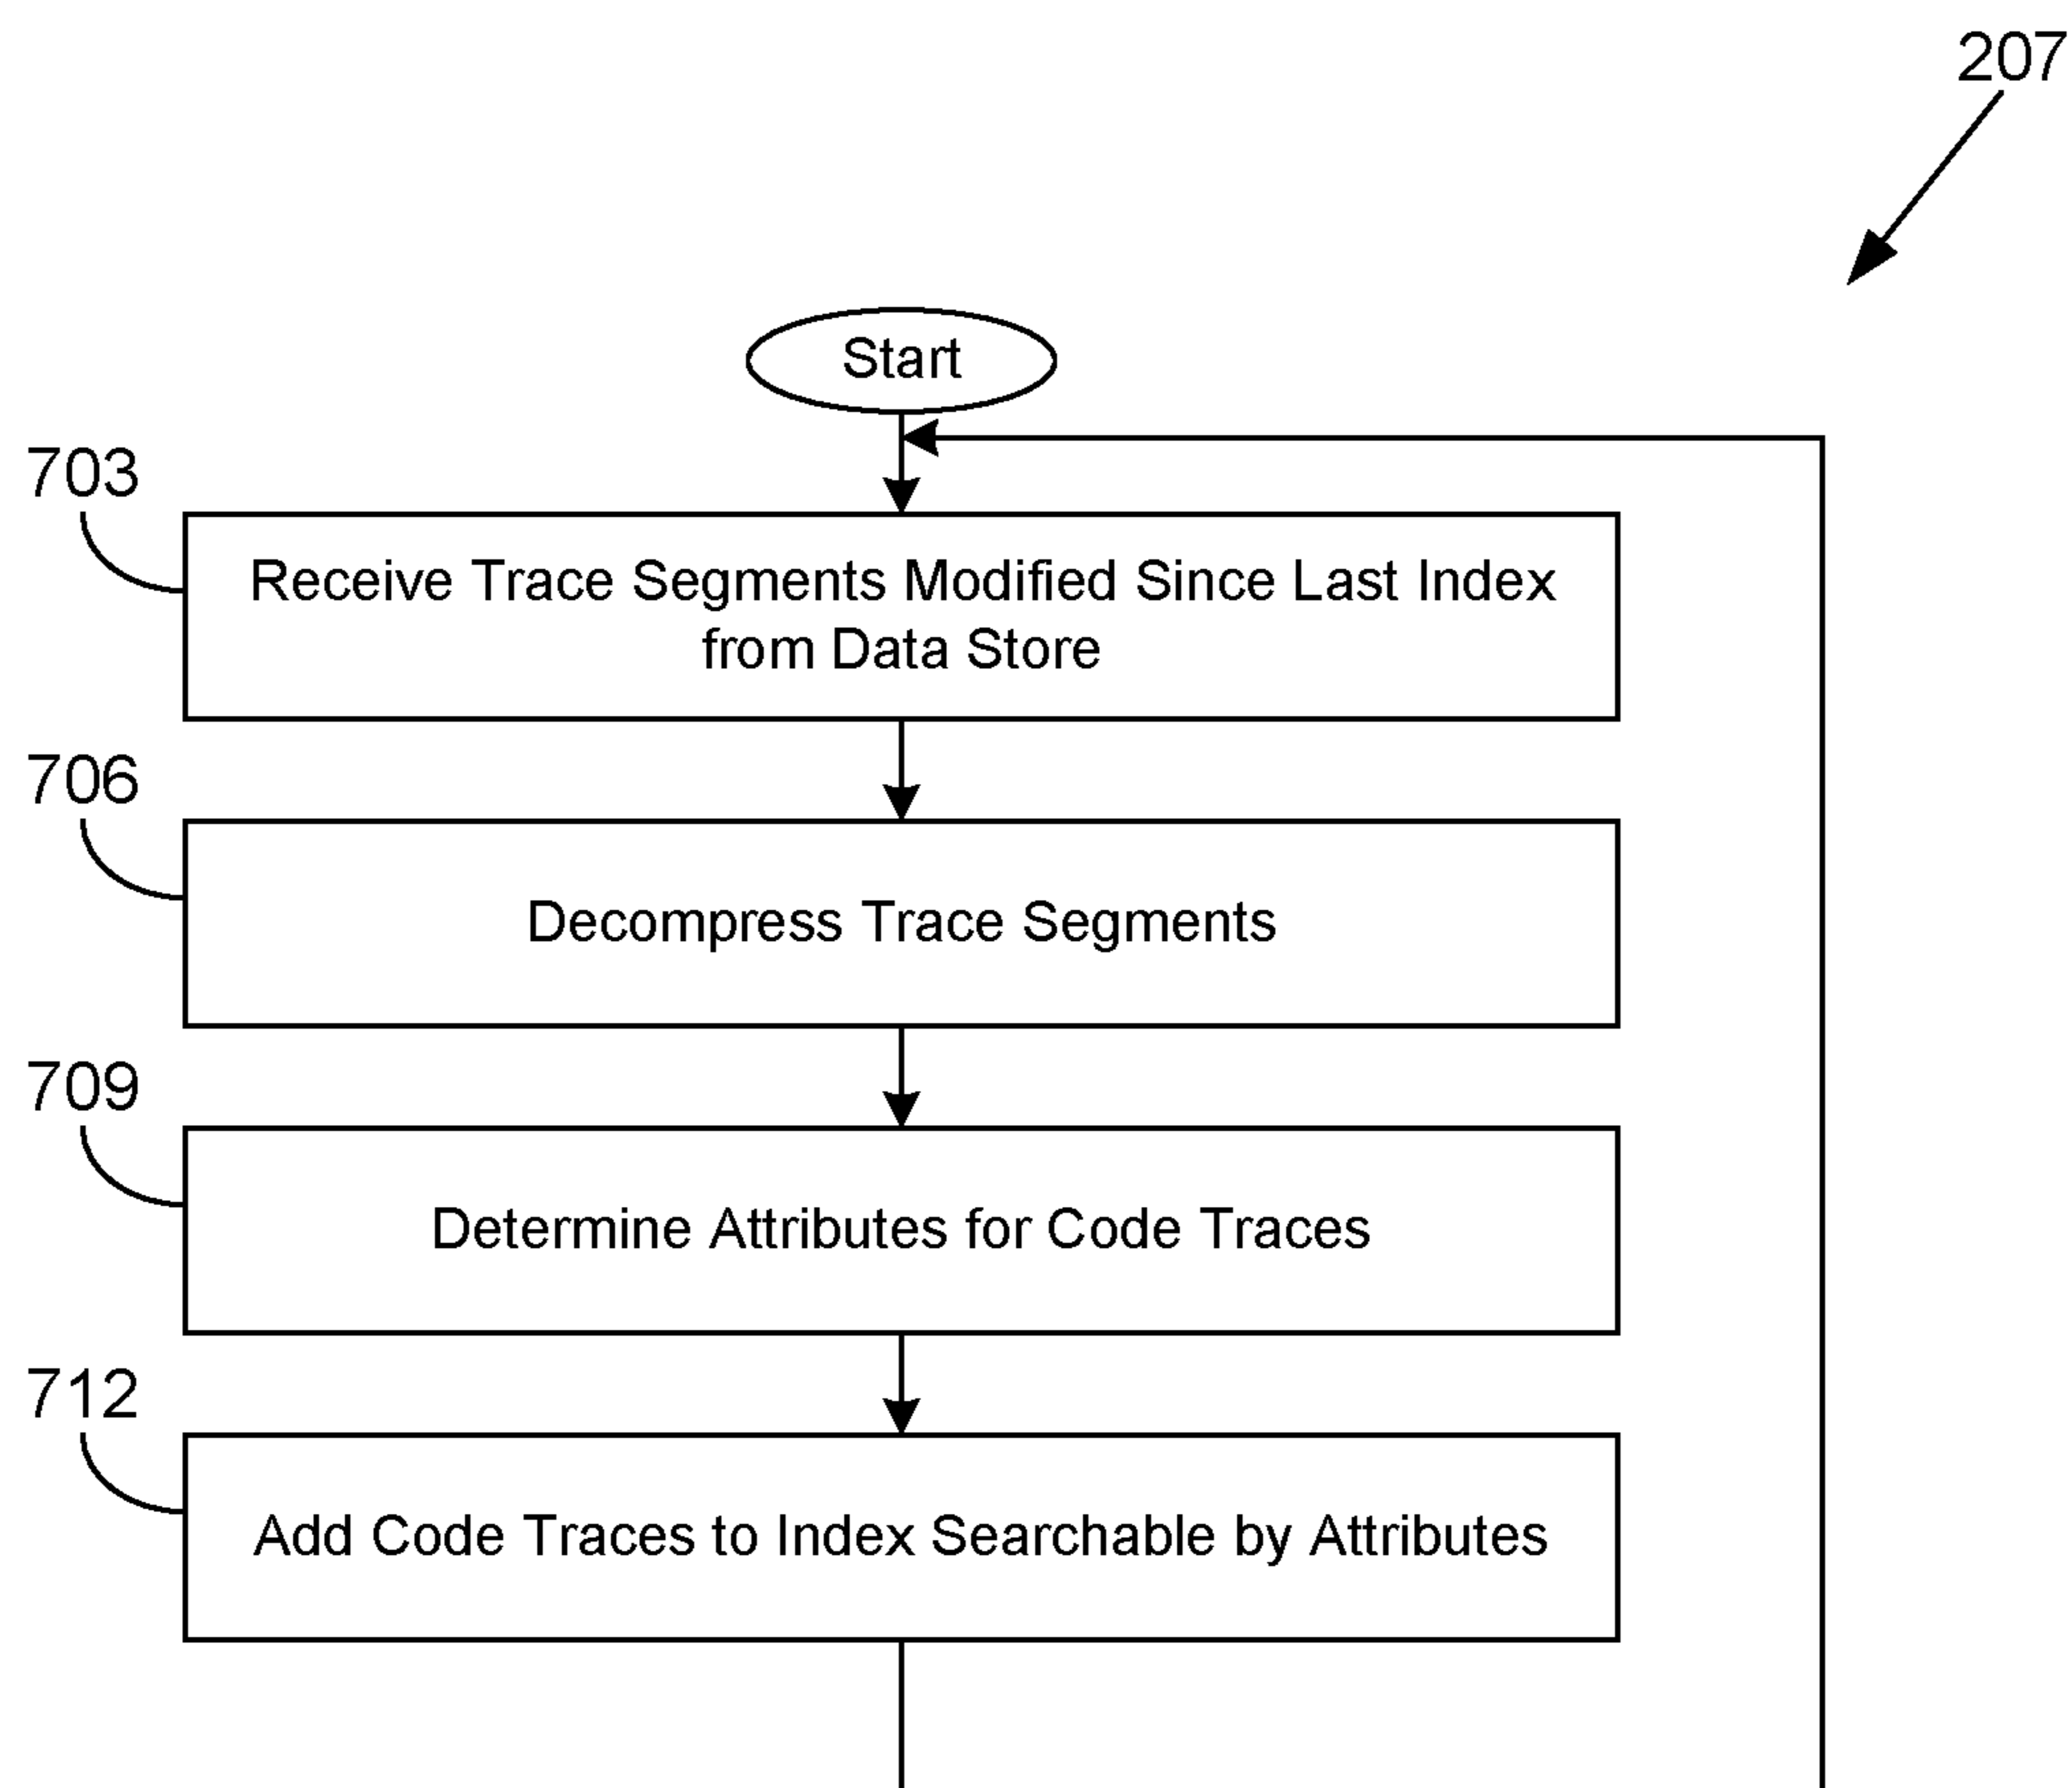 207
Start
703
Receive Trace Segments Modified Since Last Index
from Data Store
706
Decompress Trace Segments
709
Determine Attributes for Code Traces
712
Add Code Traces to Index Searchable by Attributes